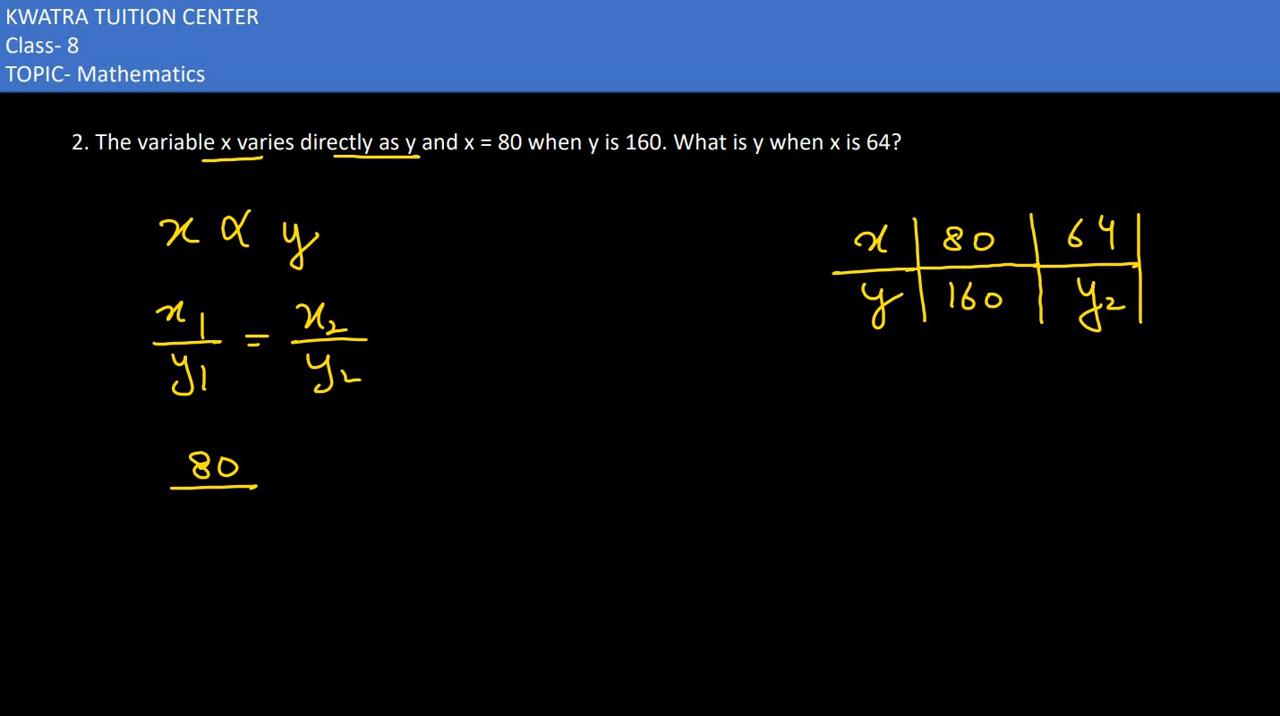 KWATRA TUITION CENTER
Class- 8
TOPIC- Mathematics
2. The variable x varies directly as y and x = 80 when y is 160. What is y when x is 64?
x ∝ y
x | 80 | 64 |
y | 160 | y₂ |
x₁/y₁ = x₂/y₂
80